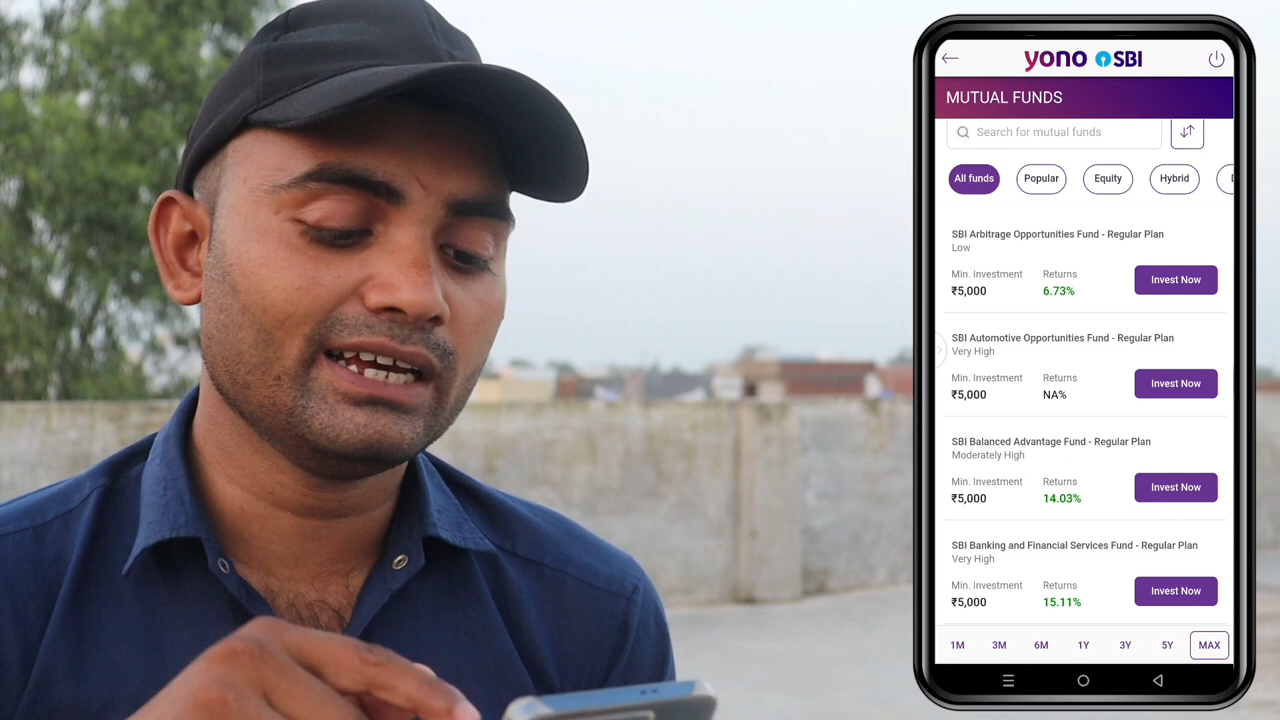 yono SBI
MUTUAL FUNDS
Search for mutual funds
All funds
Popular
Equity
Hybrid
SBI Arbitrage Opportunities Fund - Regular Plan
Low
Min. Investment
Returns
₹5,000
6.73%
Invest Now
SBI Automotive Opportunities Fund - Regular Plan
Very High
Min. Investment
Returns
₹5,000
NA%
Invest Now
SBI Balanced Advantage Fund - Regular Plan
Moderately High
Min. Investment
Returns
₹5,000
14.03%
Invest Now
SBI Banking and Financial Services Fund - Regular Plan
Very High
Min. Investment
Returns
₹5,000
15.11%
Invest Now
1M 3M 6M 1Y 3Y 5Y MAX